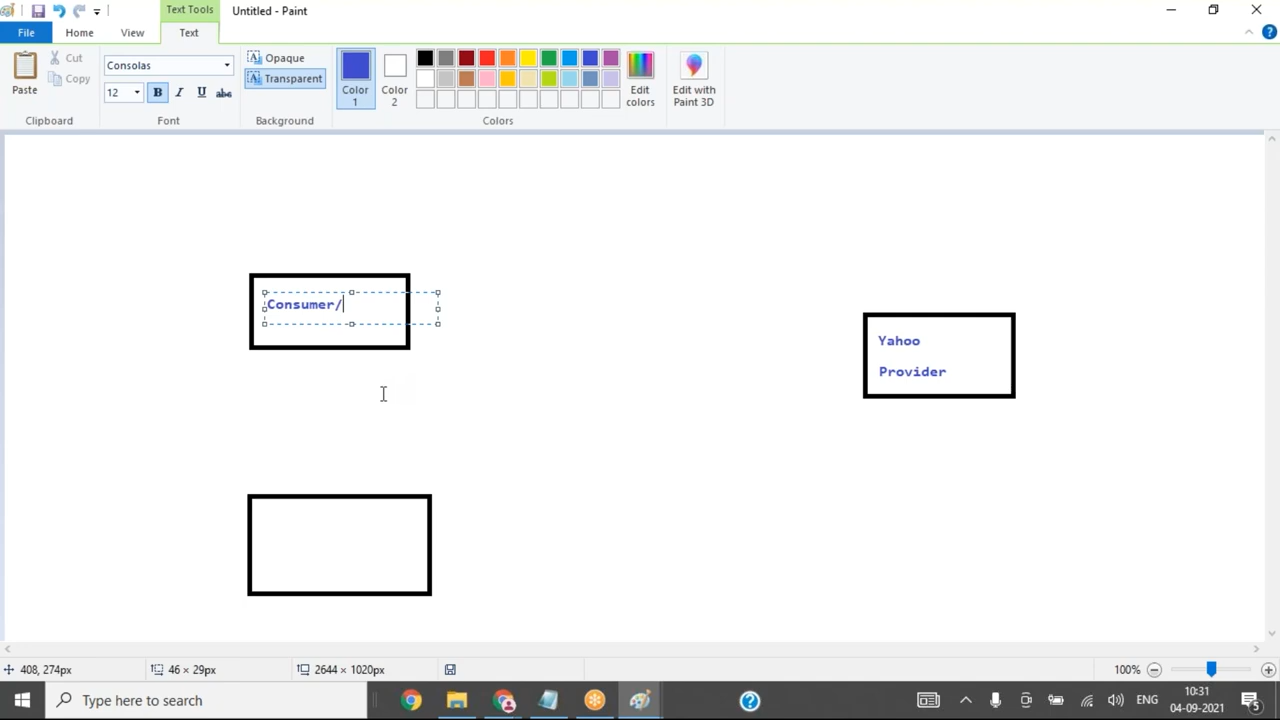 Text Tools
Untitled - Paint
File
Home
View
Text
Paste
Cut
Copy
Clipboard
Consolas
12
B
I
U
abc
Font
Opaque
Transparent
Background
Color 1
Color 2
Edit colors
Colors
Edit with Paint 3D
Consumer/
Yahoo
Provider
408, 274px
46 × 29px
2644 × 1020px
100%
Type here to search
ENG
10:31
04-09-2021
5